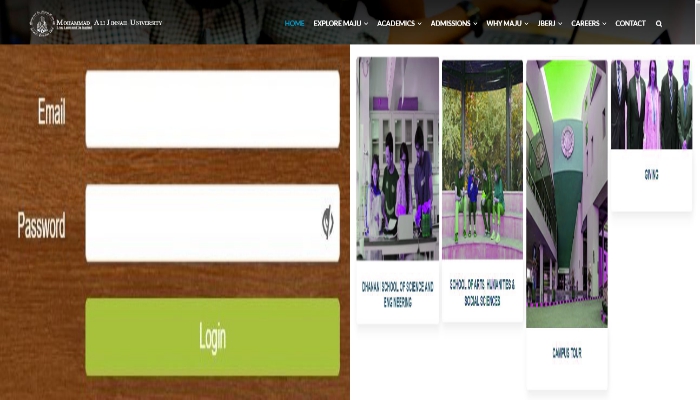 MOHAMMAD ALI JINNAH UNIVERSITY
HOME EXPLORE MAJU ACADEMICS ADMISSIONS WHY MAJU JBERJ CAREERS CONTACT
Email
Password
Login
DHANANI SCHOOL OF SCIENCE AND
ENGINEERING
SCHOOL OF ARTS, HUMANITIES &
SOCIAL SCIENCES
CAMPUS TOUR
GIVING